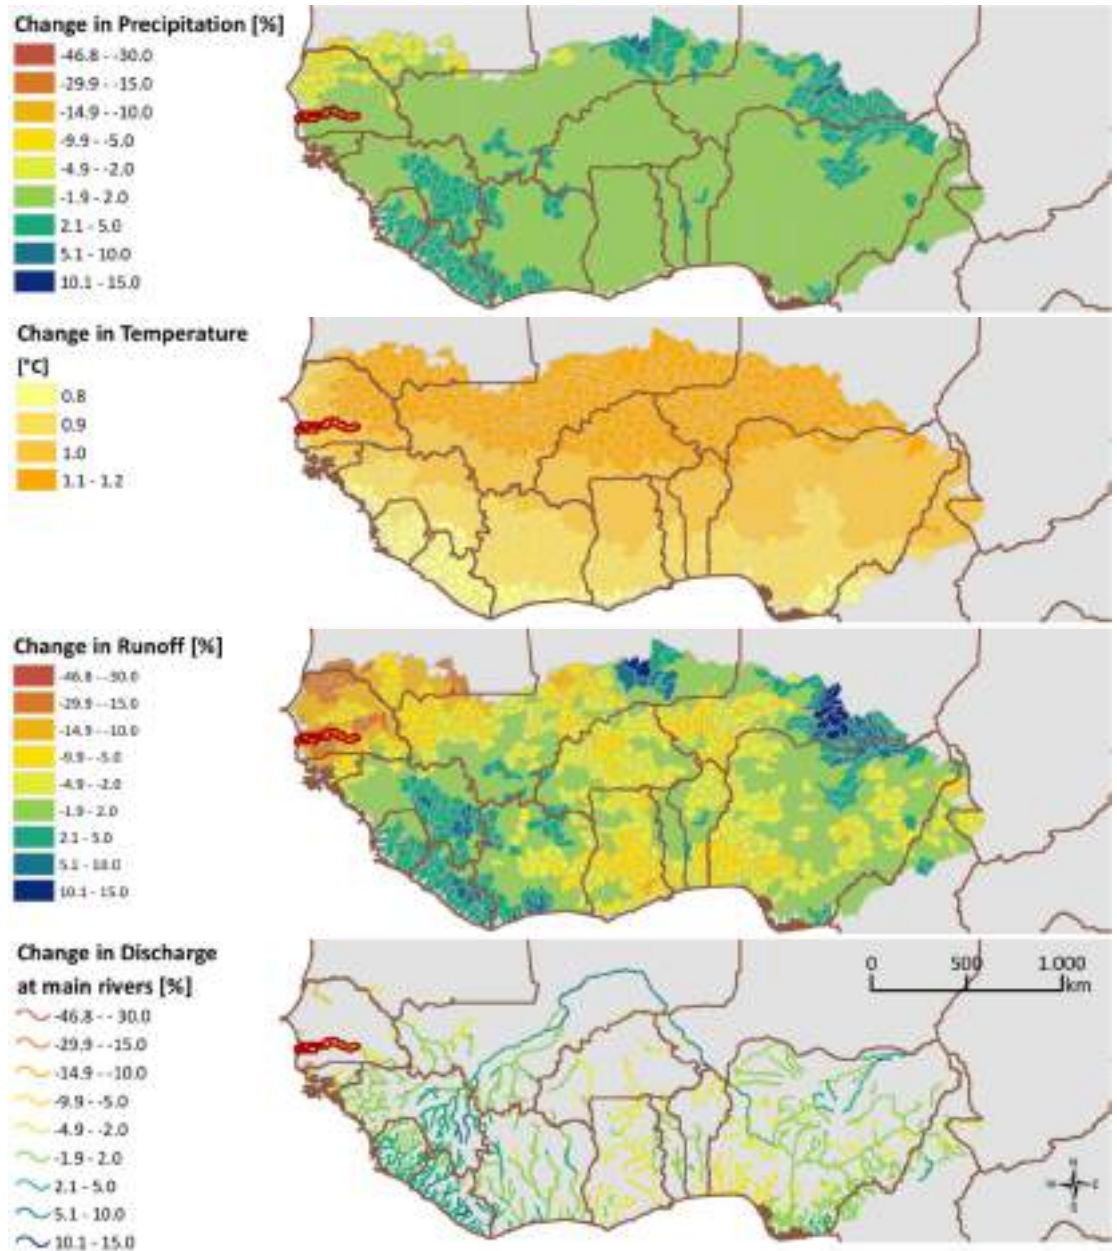 Change in Precipitation [%]
-46.8 - -30.0
-29.9 - -15.0
-14.9 - -10.0
-9.9 - -5.0
-4.9 - -2.0
-1.9 - 2.0
2.1 - 5.0
5.1 - 10.0
10.1 - 15.0
Change in Temperature
[°C]
0.8
0.9
1.0
1.1 - 1.2
Change in Runoff [%]
-46.8 - -30.0
-29.9 - -15.0
-14.9 - -10.0
-9.9 - -5.0
-4.9 - -2.0
-1.9 - 2.0
2.1 - 5.0
5.1 - 10.0
10.1 - 15.0
Change in Discharge
at main rivers [%]
-46.8 - -30.0
-29.9 - -15.0
-14.9 - -10.0
-9.9 - -5.0
-4.9 - -2.0
-1.9 - 2.0
2.1 - 5.0
5.1 - 10.0
10.1 - 15.0
0 500 1.000
km
N
W E
S